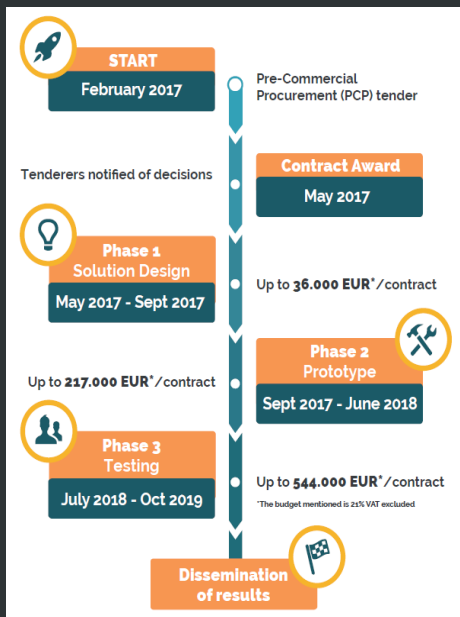 START
February 2017
Pre-Commercial
Procurement (PCP) tender
Tenderers notified of decisions
Contract Award
May 2017
Phase 1
Solution Design
May 2017 - Sept 2017
Up to 36.000 EUR*/contract
Phase 2
Prototype
Sept 2017 - June 2018
Up to 217.000 EUR*/contract
Phase 3
Testing
July 2018 - Oct 2019
Up to 544.000 EUR*/contract
*The budget mentioned is 21% VAT excluded
Dissemination
of results